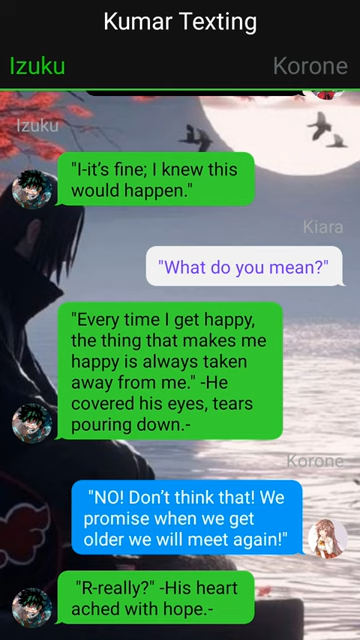 Kumar Texting
Izuku
Korone
Izuku
"I-it’s fine; I knew this
would happen."
Kiara
"What do you mean?"
"Every time I get happy,
the thing that makes me
happy is always taken
away from me." -He
covered his eyes, tears
pouring down.-
Korone
"NO! Don’t think that! We
promise when we get
older we will meet again!"
"R-really?" -His heart
ached with hope.-